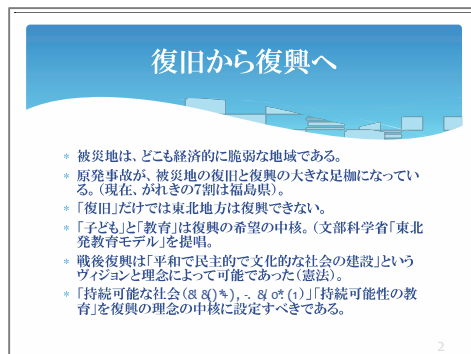 復旧から復興へ
* 被災地は、どこも経済的に脆弱な地域である。
* 原発事故が、被災地の復旧と復興の大きな足枷になってい
る。(現在、がれきの7割は福島県)。
* 「復旧」だけでは東北地方は復興できない。
* 「子ども」と「教育」は復興の希望の中核。(文部科学省「東北
発教育モデル」を提唱。
* 戦後復興は「平和で民主的で文化的な社会の建設」という
ヴィジョンと理念によって可能であった(憲法)。
* 「持続可能な社会(」「持続可能性の教
育」を復興の理念の中核に設定すべきである。
2